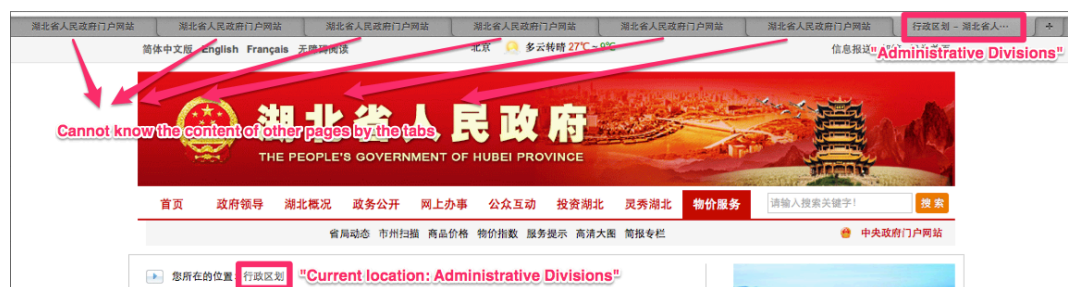 湖北省人民政府门户网站 湖北省人民政府门户网站 湖北省人民政府门户网站 湖北省人民政府门户网站 湖北省人民政府门户网站 湖北省人民政府门户网站 行政区划 - 湖北省人…
简体中文版 English Français 无障碍阅读 北京 多云转晴 27℃ ~ 9℃ 信息报送
"Administrative Divisions"
湖北省人民政府
Cannot know the content of other pages by the tabs
THE PEOPLE'S GOVERNMENT OF HUBEI PROVINCE
首页 政府领导 湖北概况 政务公开 网上办事 公众互动 投资湖北 灵秀湖北 物价服务 请输入搜索关键字! 搜索
省局动态 市州扫描 商品价格 物价指数 服务提示 高清大图 简报专栏 中央政府门户网站
您所在的位置: 行政区划 "Current location: Administrative Divisions"